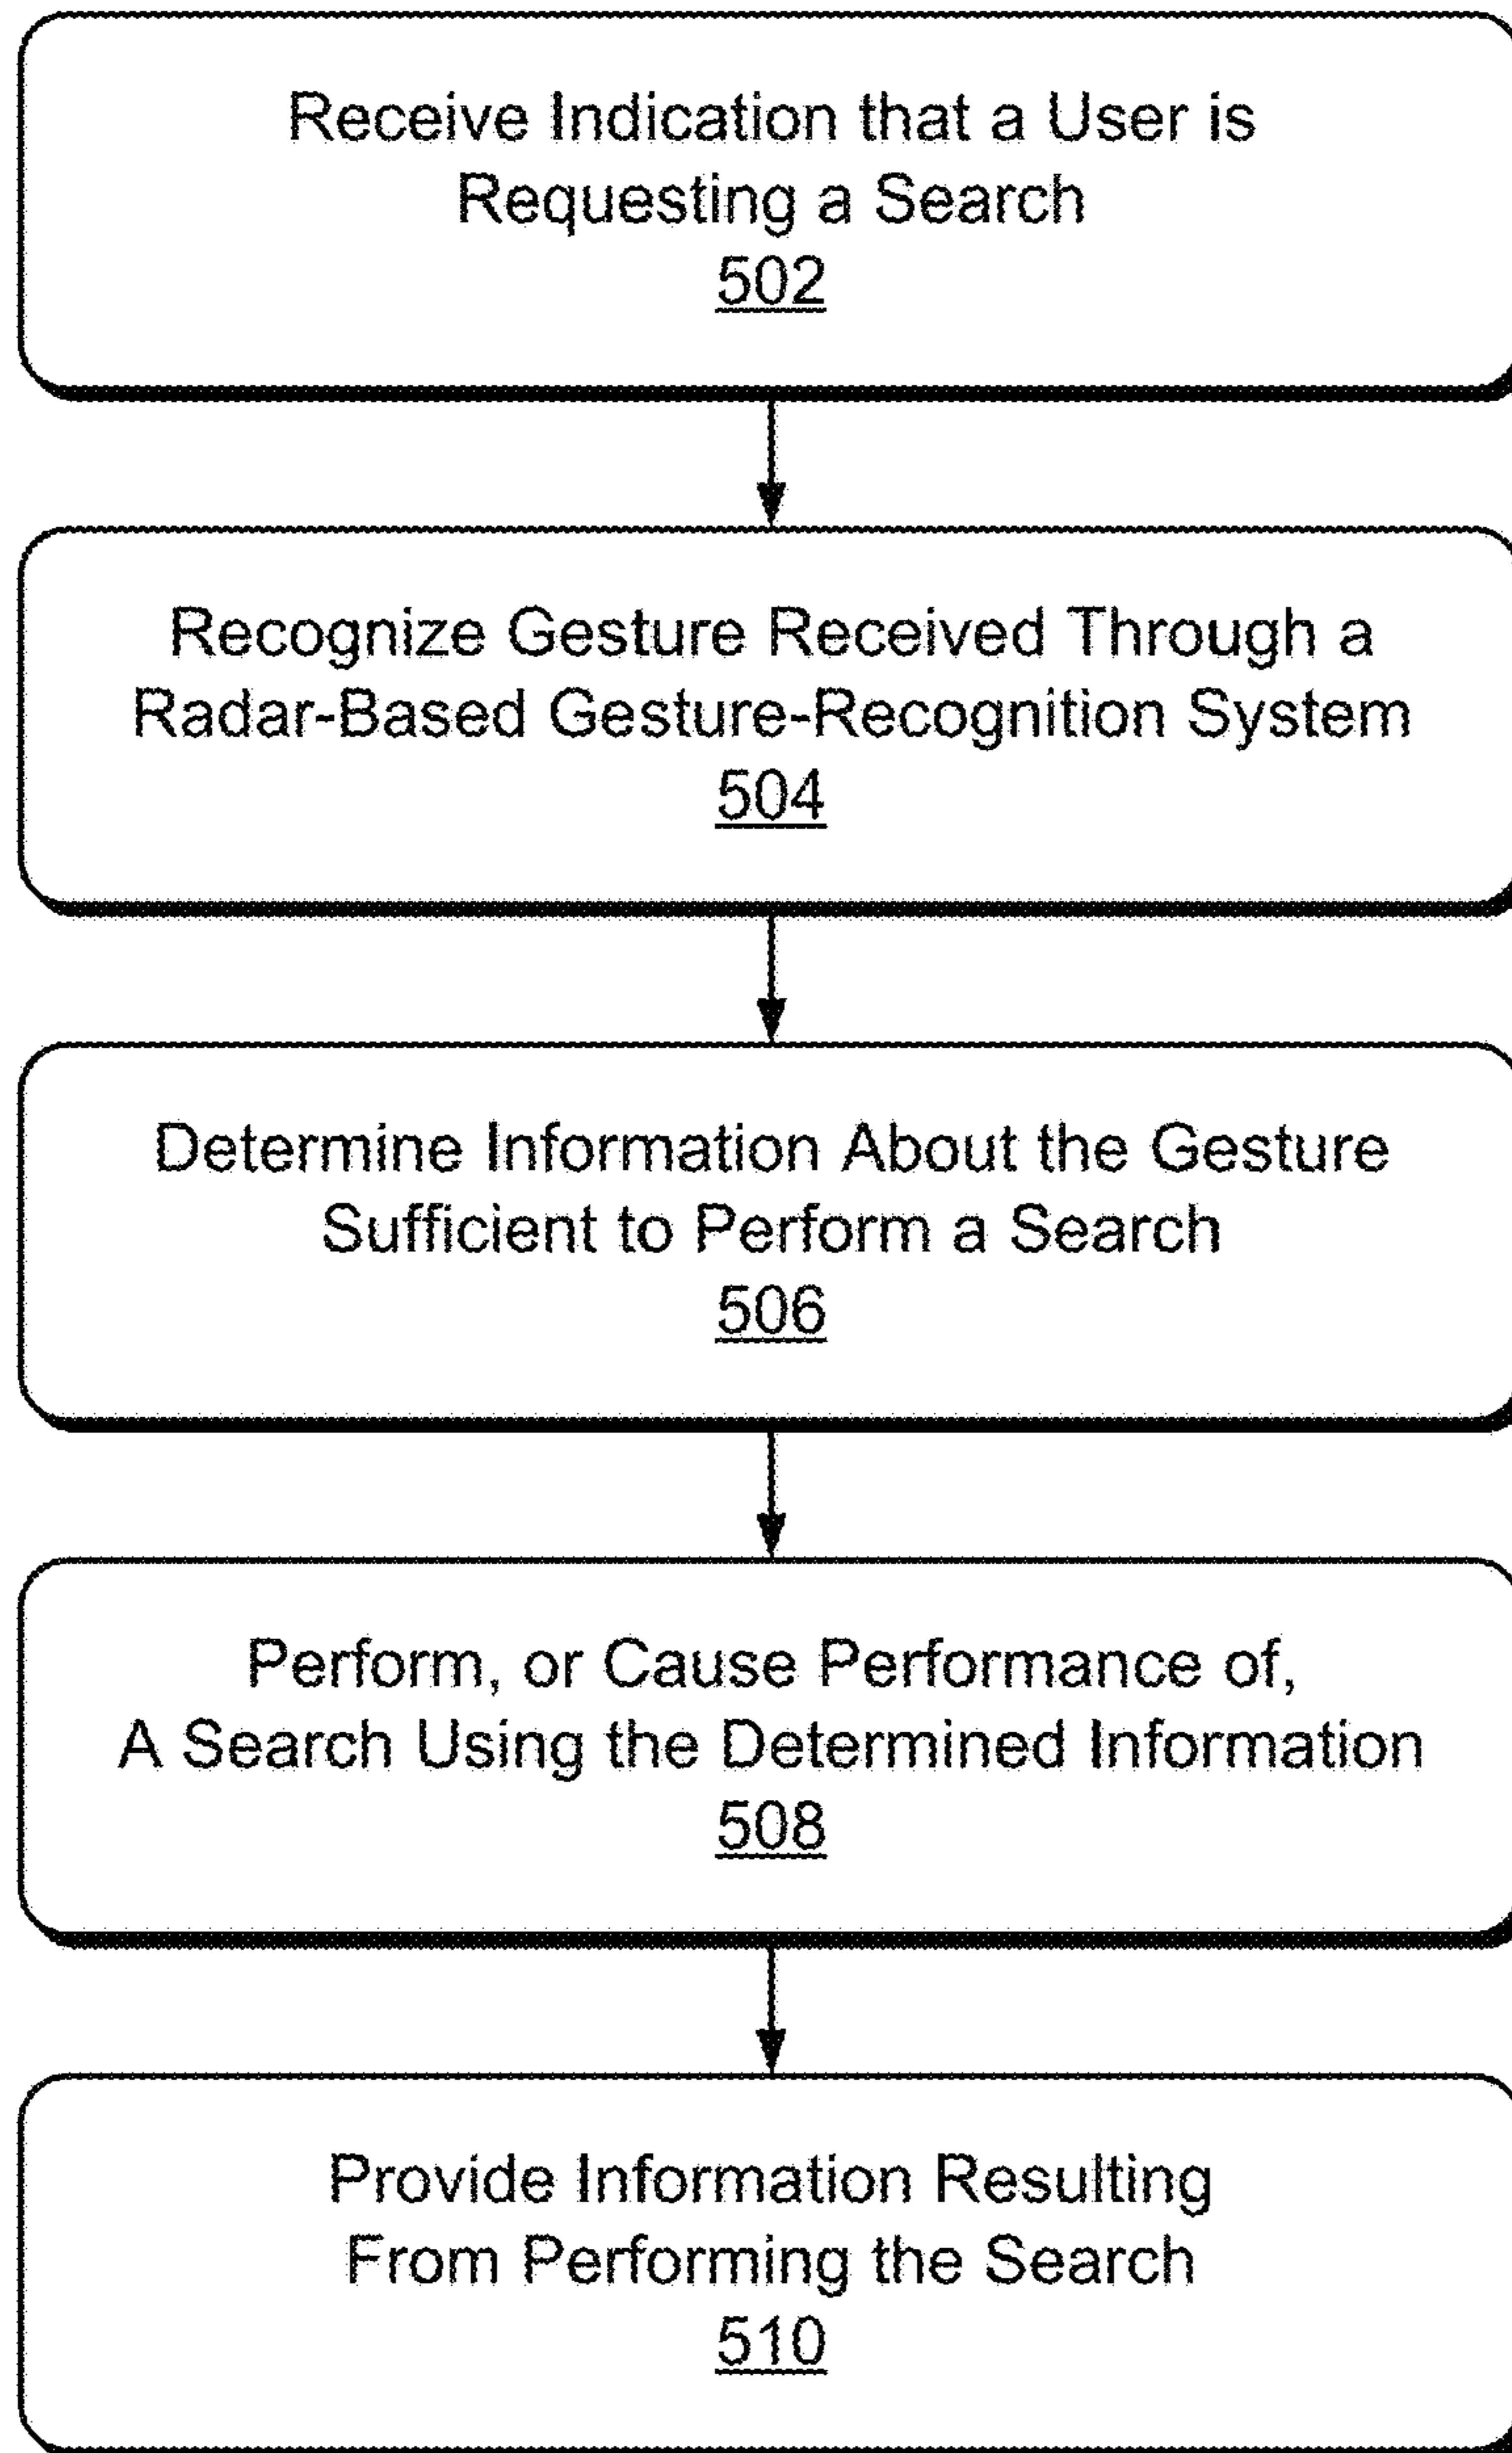 Receive Indication that a User is
Requesting a Search
502
Recognize Gesture Received Through a
Radar-Based Gesture-Recognition System
504
Determine Information About the Gesture
Sufficient to Perform a Search
506
Perform, or Cause Performance of,
A Search Using the Determined Information
508
Provide Information Resulting
From Performing the Search
510